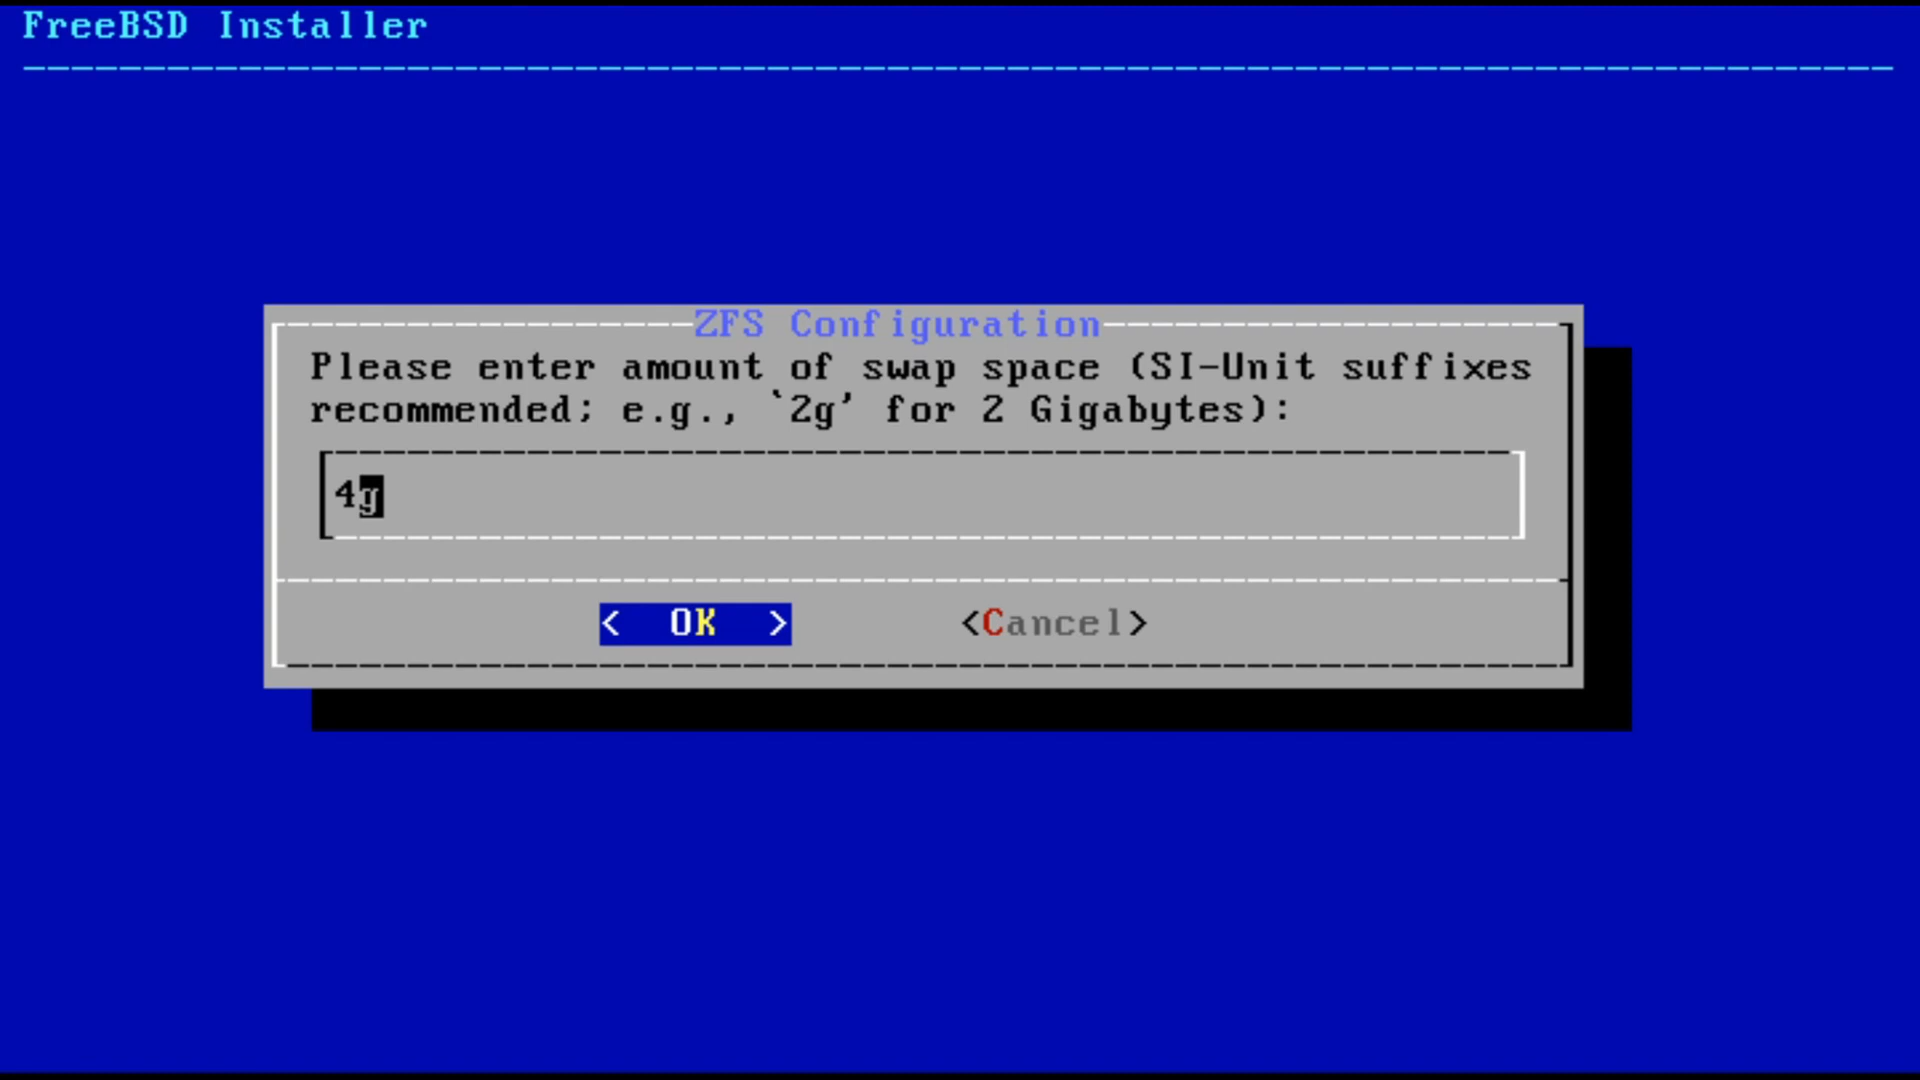 FreeBSD Installer
ZFS Configuration
Please enter amount of swap space (SI-Unit suffixes
recommended; e.g., `2g' for 2 Gigabytes):
4g
< OK > <Cancel>